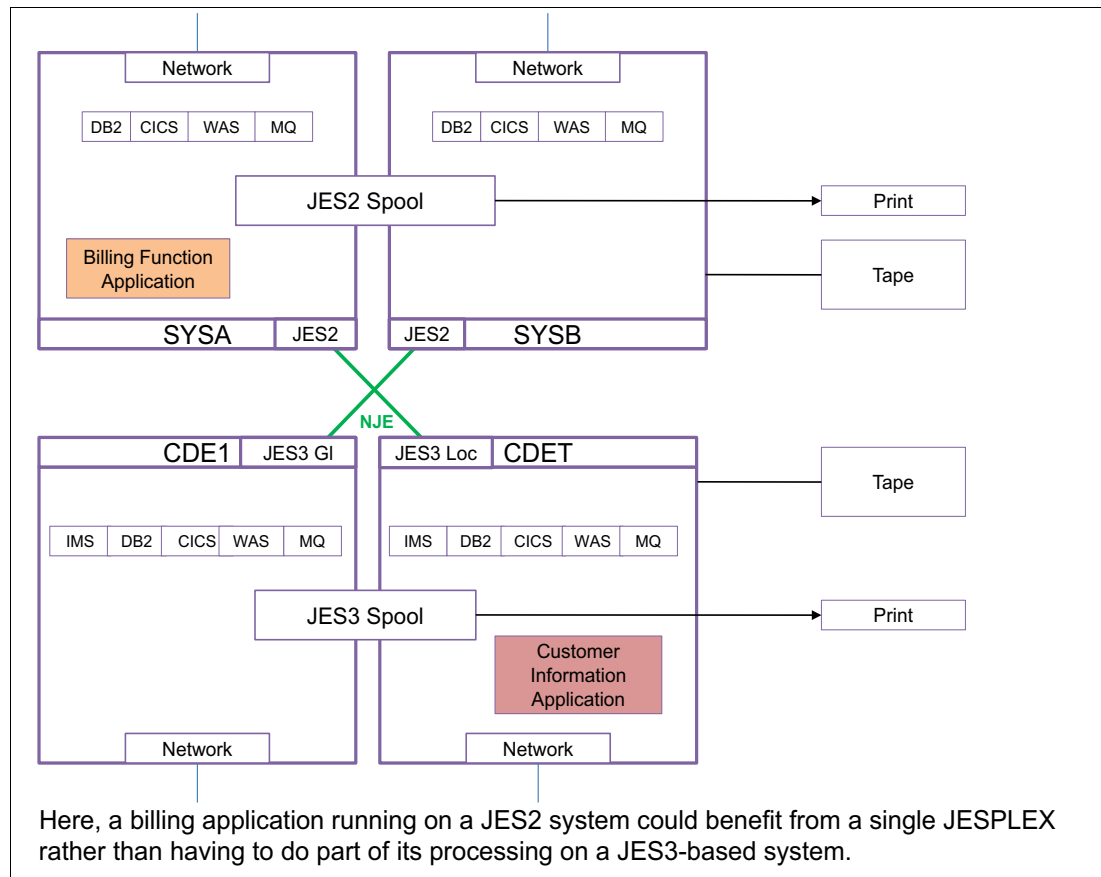 Network
Network
DB2 CICS WAS MQ
DB2 CICS WAS MQ
JES2 Spool
Print
Billing Function
Application
Tape
SYSA
JES2
JES2
SYSB
NJE
CDE1
JES3 Gl
JES3 Loc
CDET
Tape
IMS DB2 CICS WAS MQ
IMS DB2 CICS WAS MQ
JES3 Spool
Print
Customer
Information
Application
Network
Network
Here, a billing application running on a JES2 system could benefit from a single JESPLEX
rather than having to do part of its processing on a JES3-based system.